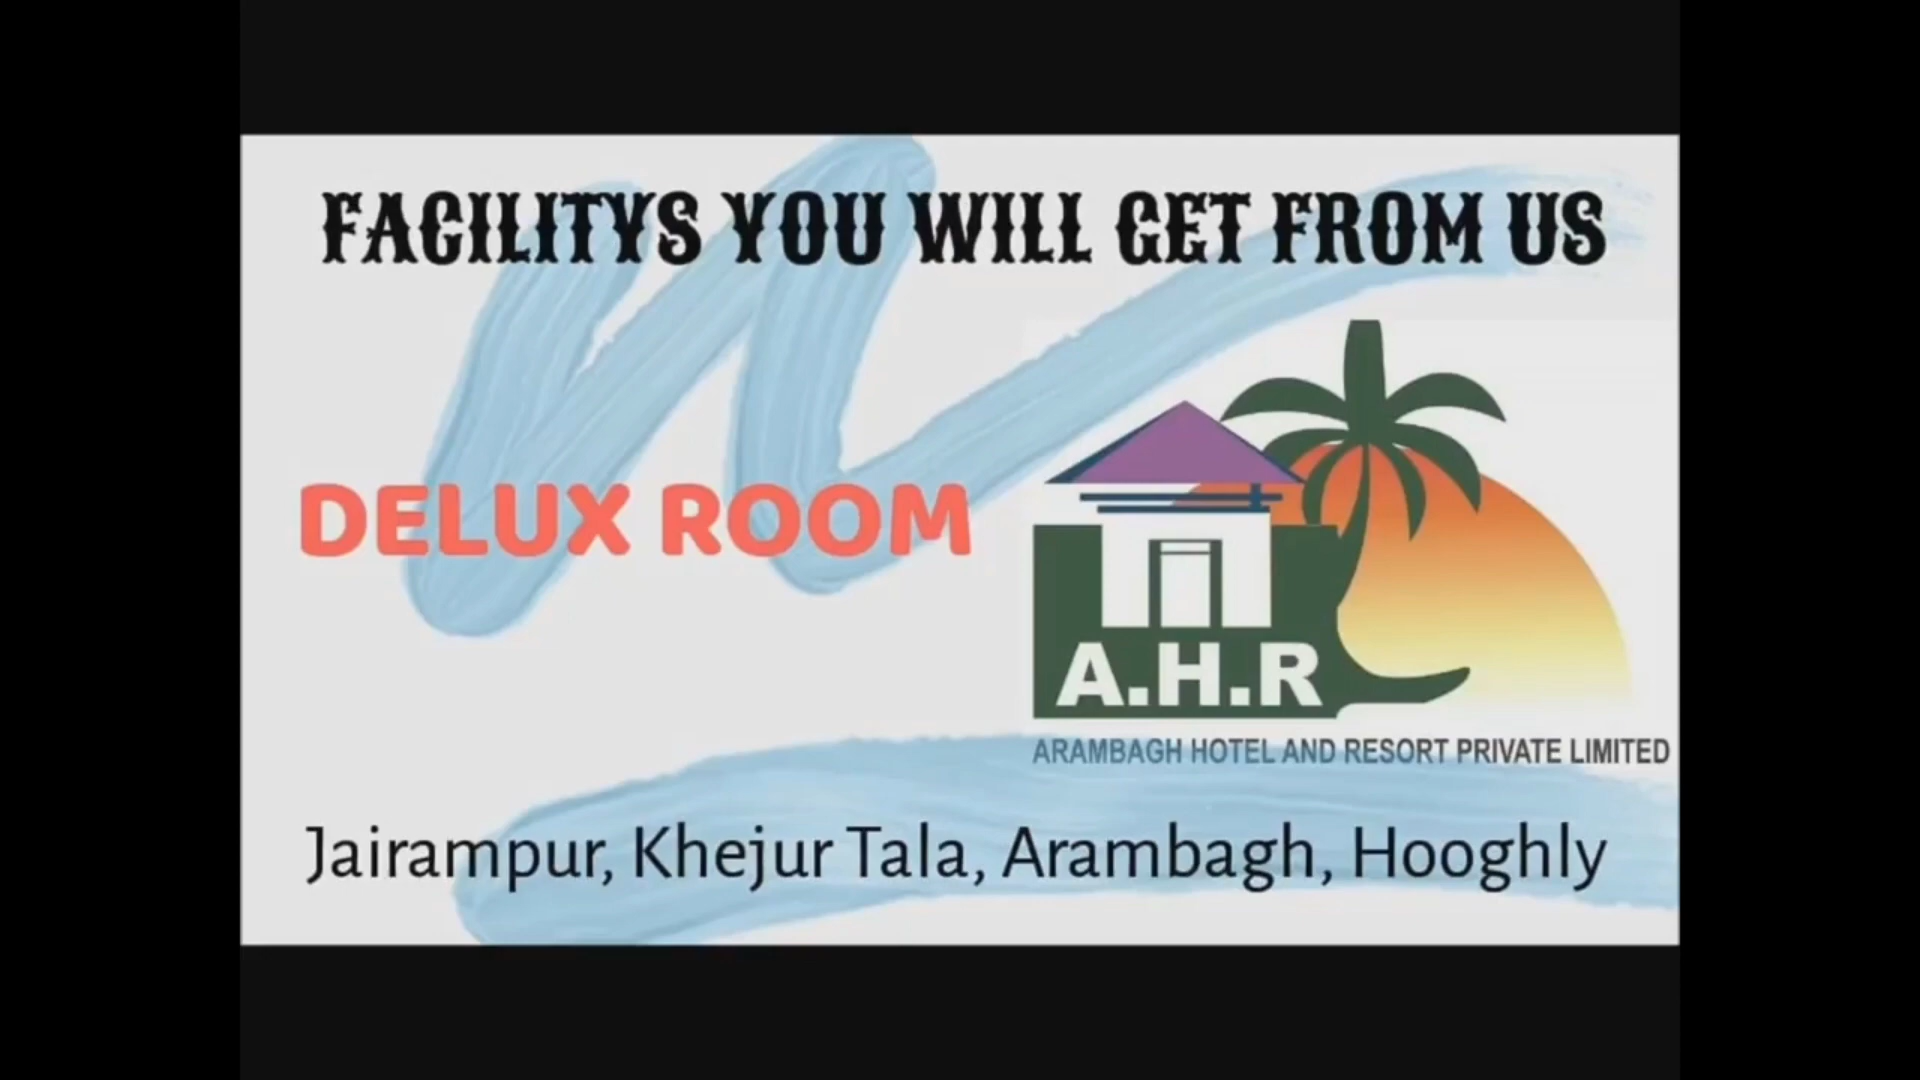 FACILITYS YOU WILL GET FROM US
DELUX ROOM
A.H.R
ARAMBAGH HOTEL AND RESORT PRIVATE LIMITED
Jairampur, Khejur Tala, Arambagh, Hooghly